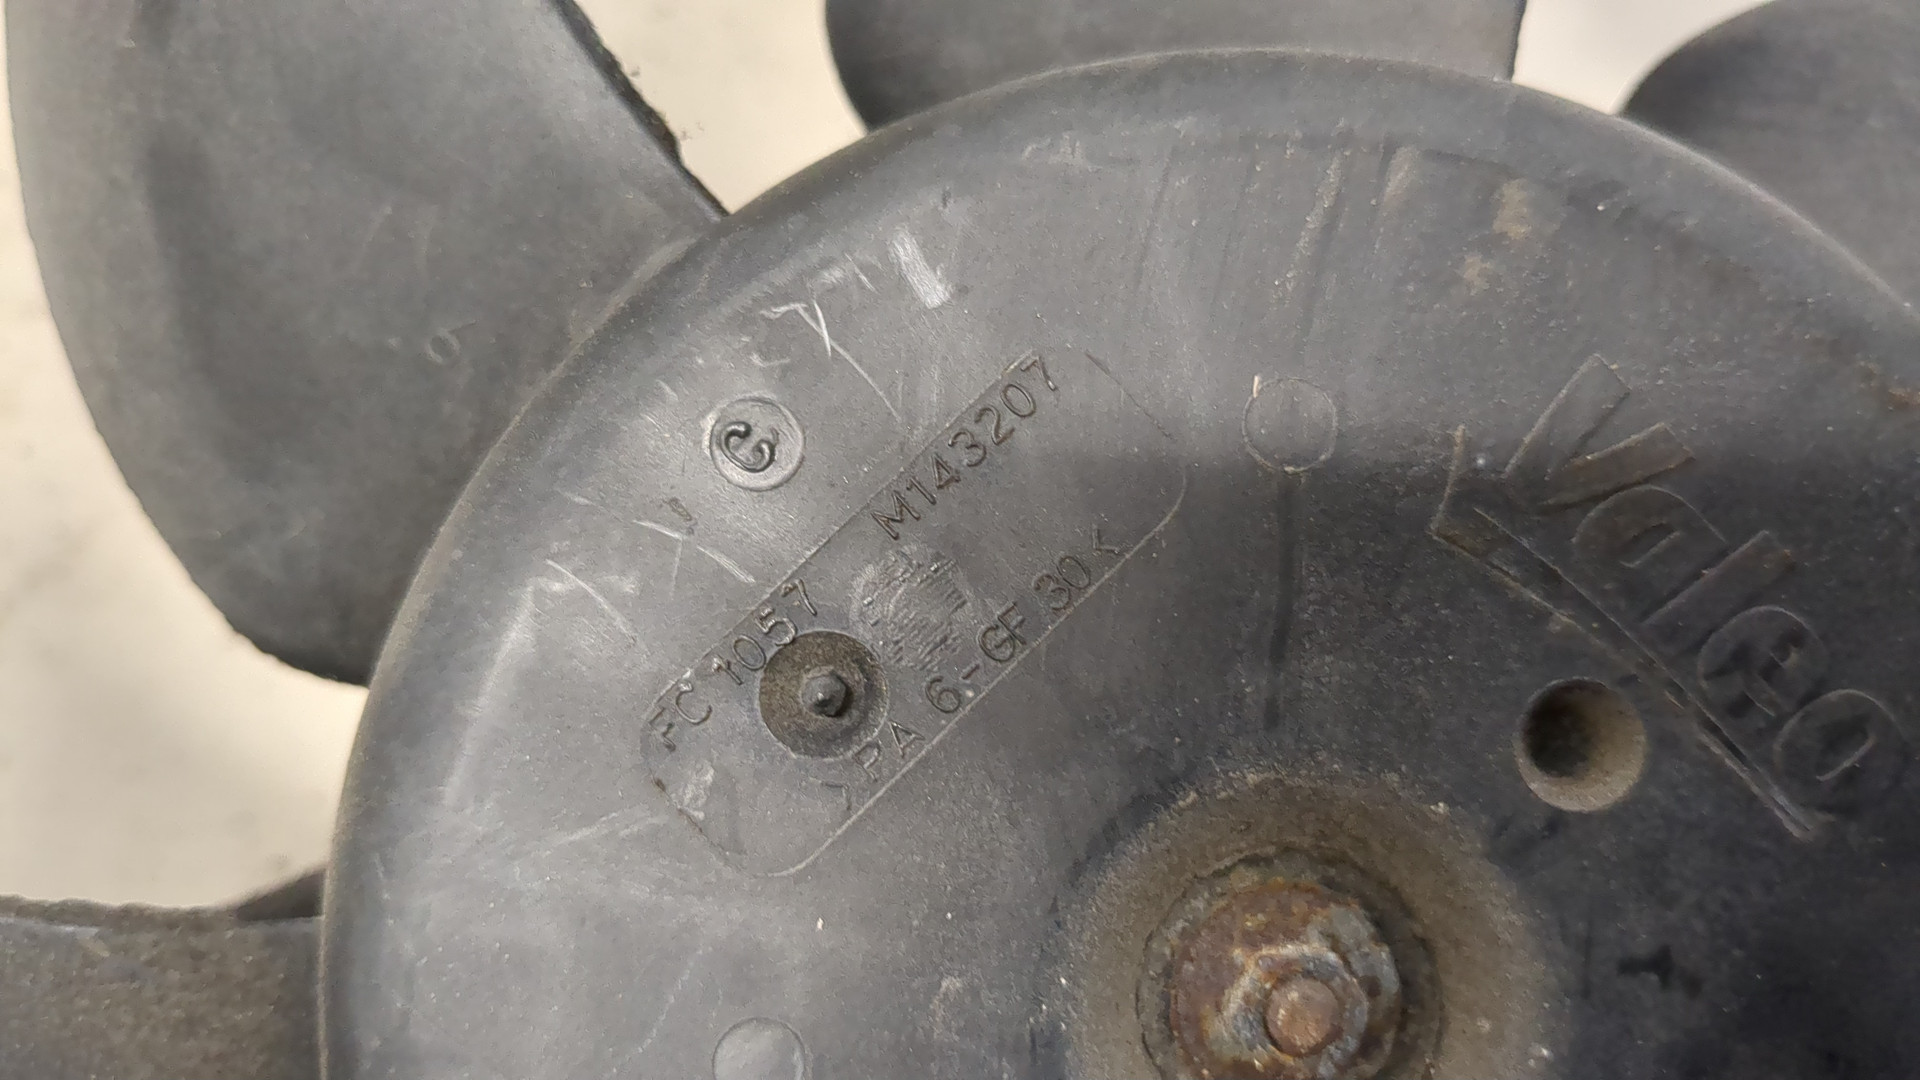 G
FC 1057 M143207
>PA 6-GF 30<
Valeo